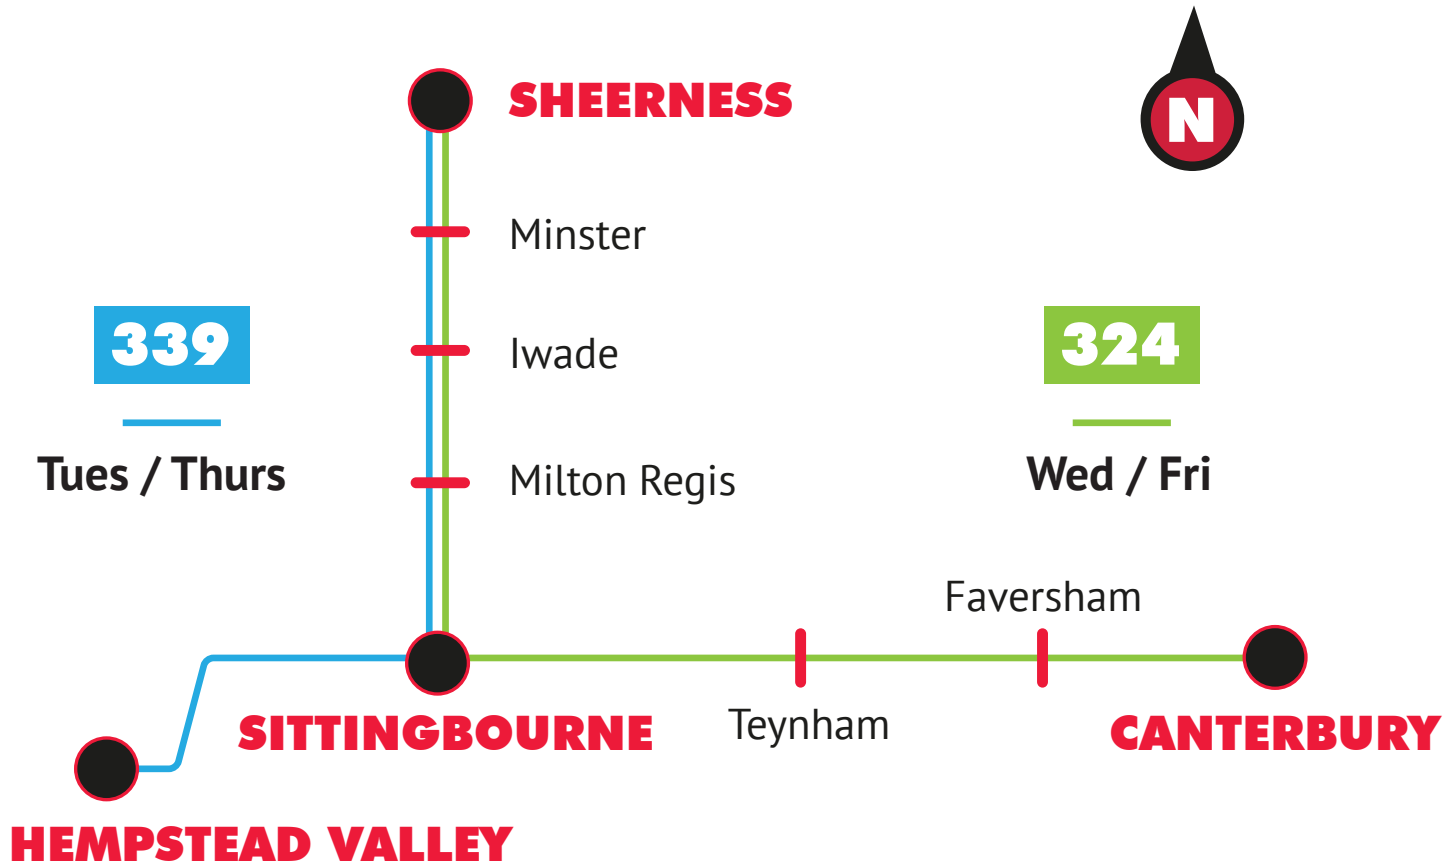 N
SHEERNESS
Minster
339
Iwade
324
Tues / Thurs
Milton Regis
Wed / Fri
Faversham
SITTINGBOURNE
Teynham
CANTERBURY
HEMPSTEAD VALLEY